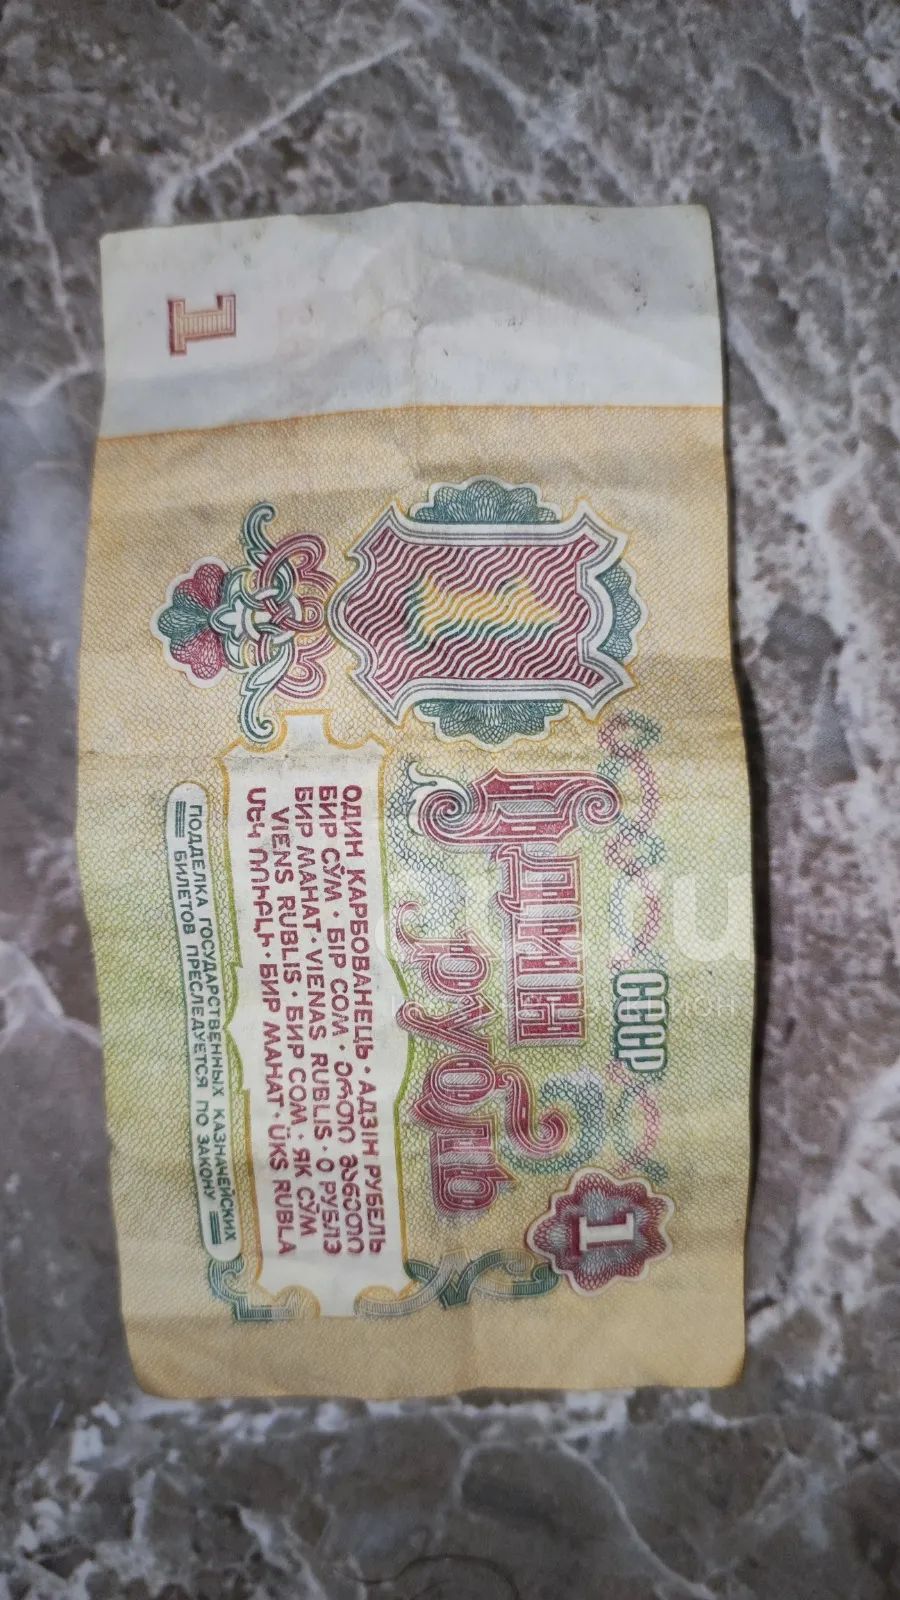 1
СССР
Один
рубль
1
ОДИН КАРБОВАНЕЦЬ · АДЗІН РУБЕЛЬ
БИР СЎМ · БІР СОМ · ერთი მანეთი
БИР МАНАТ · VIENAS RUBLIS · О РУБЛЭ
VIENS RUBLIS · БИР СОМ · ЯК СЎМ
ՄԵԿ ՌՈՒԲԼԻ · БИР МАНАТ · ÜKS RUBLA
ПОДДЕЛКА ГОСУДАРСТВЕННЫХ КАЗНАЧЕЙСКИХ
БИЛЕТОВ ПРЕСЛЕДУЕТСЯ ПО ЗАКОНУ
1